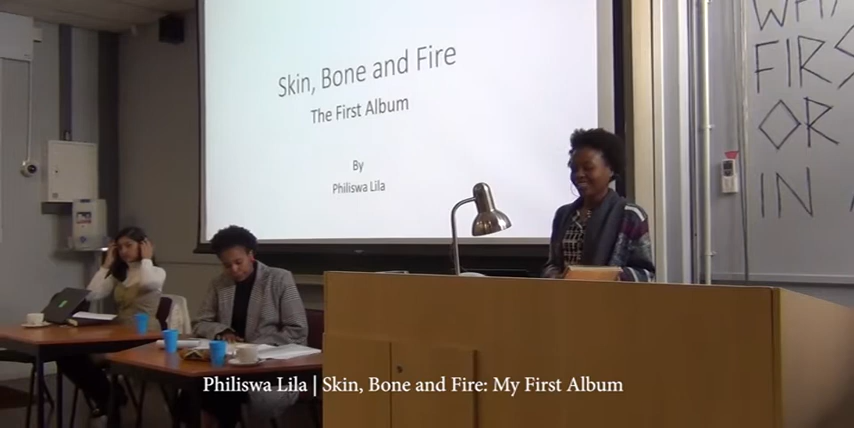 Skin, Bone and Fire
The First Album
By
Philiswa Lila
FIRS
OR
IN
Philiswa Lila | Skin, Bone and Fire: My First Album